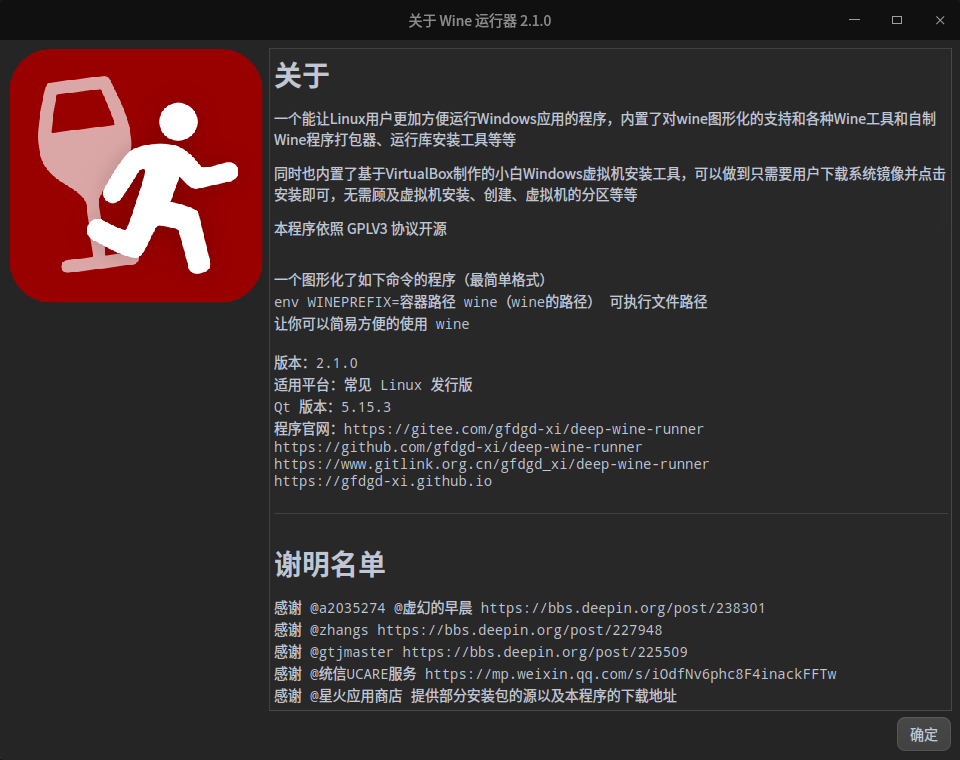 关于 Wine 运行器 2.1.0
关于
一个能让Linux用户更加方便运行Windows应用的程序，内置了对wine图形化的支持和各种Wine工具和自制
Wine程序打包器、运行库安装工具等等
同时也内置了基于VirtualBox制作的小白Windows虚拟机安装工具，可以做到只需要用户下载系统镜像并点击
安装即可，无需顾及虚拟机安装、创建、虚拟机的分区等等
本程序依照 GPLV3 协议开源
一个图形化了如下命令的程序（最简单格式）
env WINEPREFIX=容器路径 wine（wine的路径） 可执行文件路径
让你可以简易方便的使用 wine
版本：2.1.0
适用平台：常见 Linux 发行版
Qt 版本：5.15.3
程序官网：https://gitee.com/gfdgd-xi/deep-wine-runner
https://github.com/gfdgd-xi/deep-wine-runner
https://www.gitlink.org.cn/gfdgd_xi/deep-wine-runner
https://gfdgd-xi.github.io
谢明名单
感谢 @a2035274 @虚幻的早晨 https://bbs.deepin.org/post/238301
感谢 @zhangs https://bbs.deepin.org/post/227948
感谢 @gtjmaster https://bbs.deepin.org/post/225509
感谢 @统信UCARE服务 https://mp.weixin.qq.com/s/iOdfNv6phc8F4inackFFTw
感谢 @星火应用商店 提供部分安装包的源以及本程序的下载地址
确定